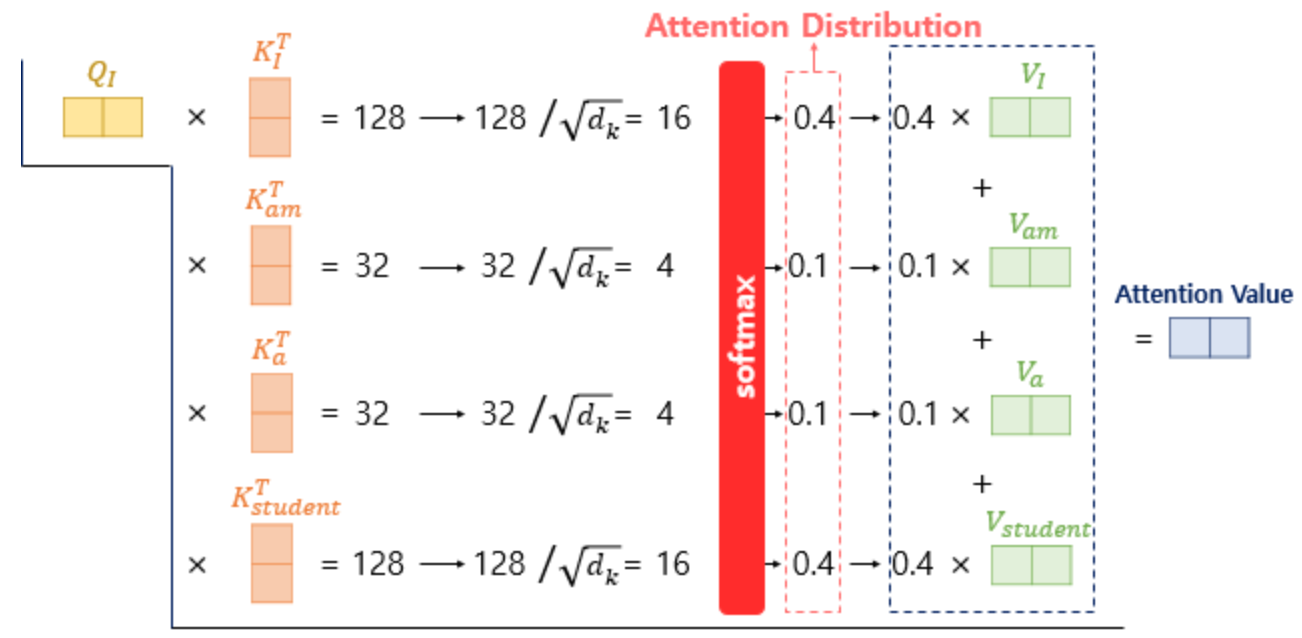 Attention Distribution
Q_I × K_I^T = 128 → 128 /√d_k = 16 → 0.4 → 0.4 × V_I
+
× K_am^T = 32 → 32 /√d_k = 4 → 0.1 → 0.1 × V_am
+
× K_a^T = 32 → 32 /√d_k = 4 → 0.1 → 0.1 × V_a
+
× K_student^T = 128 → 128 /√d_k = 16 → 0.4 → 0.4 × V_student
softmax
Attention Value
=